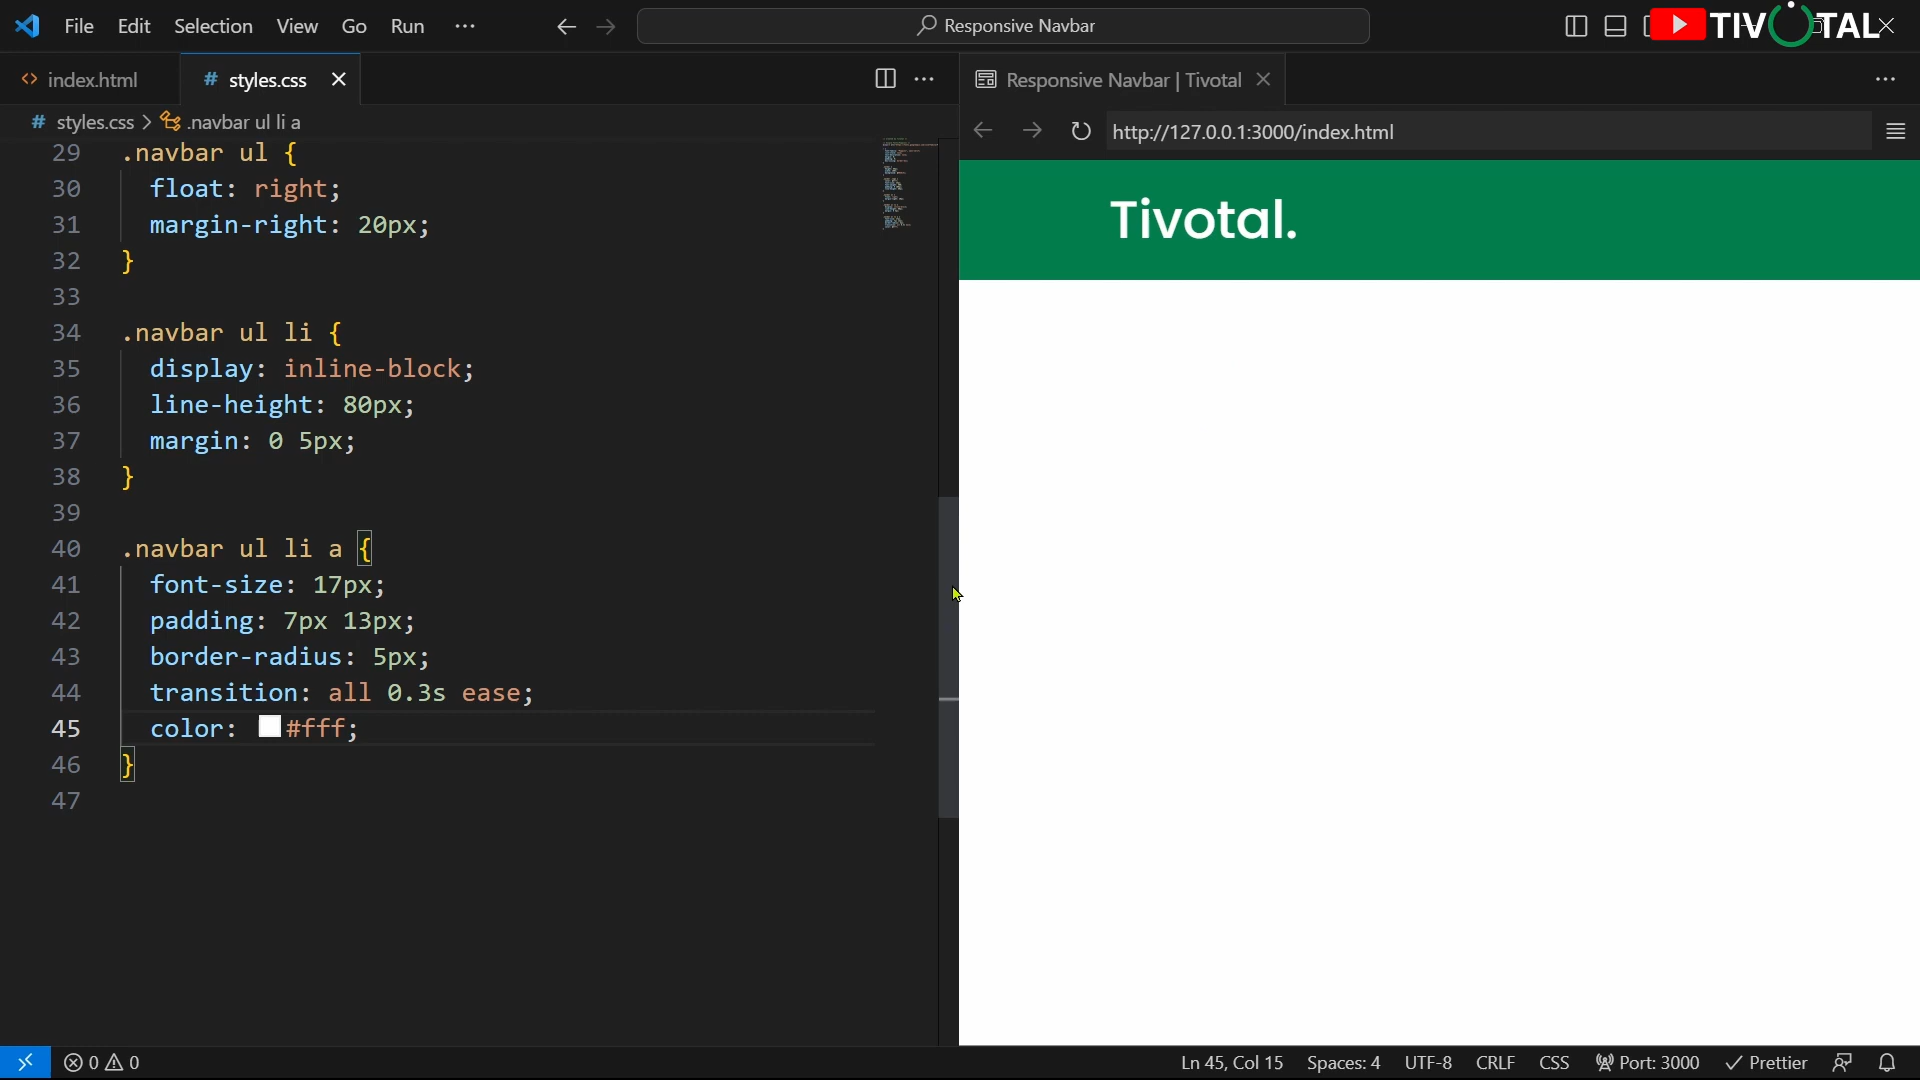 File Edit Selection View Go Run ··· Responsive Navbar TIVOTAL
index.html # styles.css
# styles.css > .navbar ul li a
29 .navbar ul {
30 float: right;
31 margin-right: 20px;
32 }
33
34 .navbar ul li {
35 display: inline-block;
36 line-height: 80px;
37 margin: 0 5px;
38 }
39
40 .navbar ul li a {
41 font-size: 17px;
42 padding: 7px 13px;
43 border-radius: 5px;
44 transition: all 0.3s ease;
45 color: #fff;
46 }
47
Responsive Navbar | Tivotal
http://127.0.0.1:3000/index.html
Tivotal.
0 0 Ln 45, Col 15 Spaces: 4 UTF-8 CRLF CSS Port: 3000 Prettier